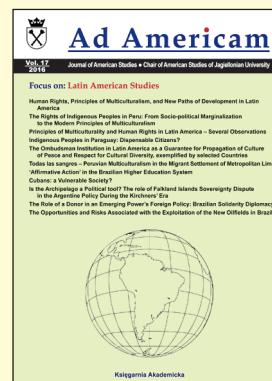 Ad Americam
Vol. 17
2016
Journal of American Studies • Chair of American Studies of Jagiellonian University
Focus on: Latin American Studies
Human Rights, Principles of Multiculturalism, and New Paths of Development in Latin
America
The Rights of Indigenous Peoples in Peru: From Socio-political Marginalization
to the Modern Principles of Multiculturalism
Principles of Multiculturality and Human Rights in Latin America – Several Observations
Indigenous Peoples in Paraguay: Dispensable Citizens?
The Ombudsman Institution in Latin America as a Guarantee for Propagation of Culture
of Peace and Respect for Cultural Diversity, exemplified by selected Countries
Todas las sangres – Peruvian Multiculturalism in the Migrant Settlement of Metropolitan Lima
'Affirmative Action' in the Brazilian Higher Education System
Cubans: a Vulnerable Society?
Is the Archipelago a Political tool? The role of Falkland Islands Sovereignty Dispute
in the Argentine Policy During the Kirchners' Era
The Role of a Donor in an Emerging Power's Foreign Policy: Brazilian Solidarity Diplomacy
The Opportunities and Risks Associated with the Exploitation of the New Oilfields in Brazil
Księgarnia Akademicka